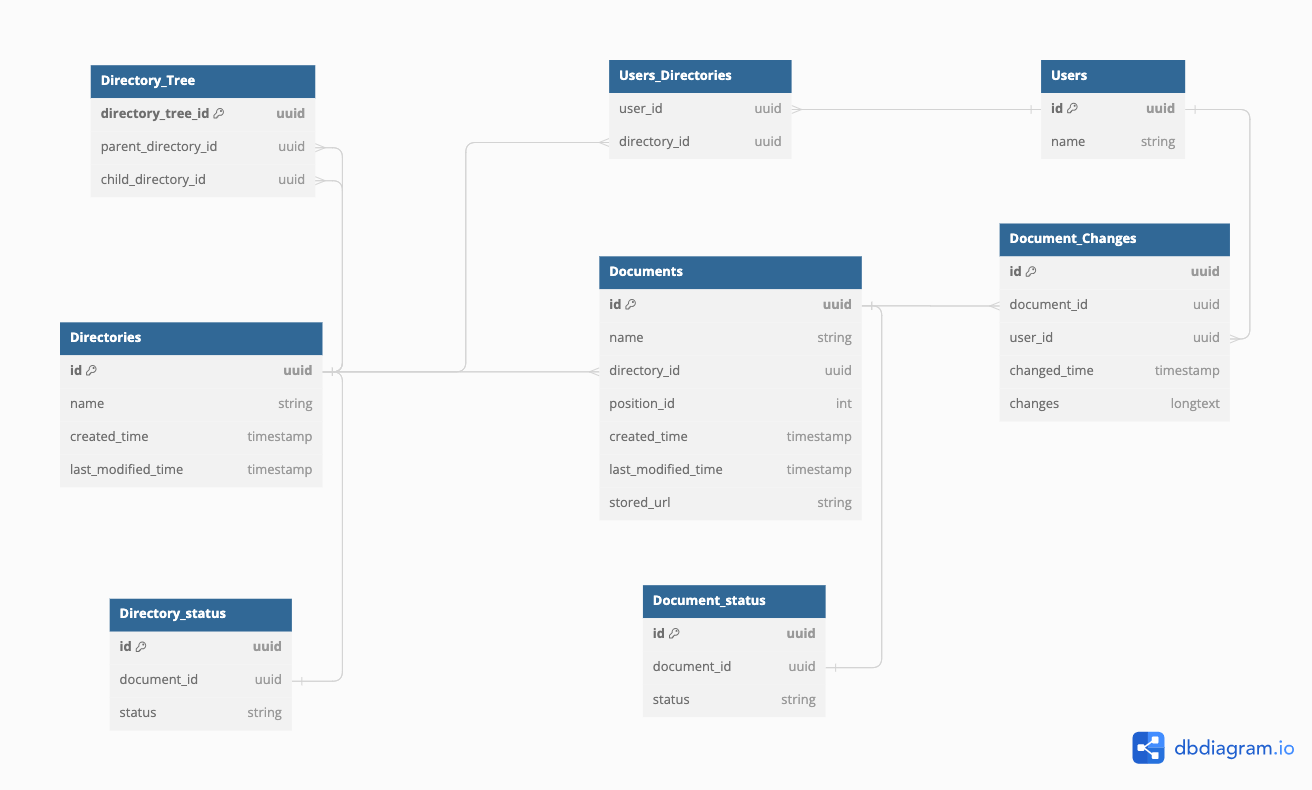 Directory_Tree
directory_tree_id uuid
parent_directory_id uuid
child_directory_id uuid
Users_Directories
user_id uuid
directory_id uuid
Users
id uuid
name string
Directories
id uuid
name string
created_time timestamp
last_modified_time timestamp
Documents
id uuid
name string
directory_id uuid
position_id int
created_time timestamp
last_modified_time timestamp
stored_url string
Document_Changes
id uuid
document_id uuid
user_id uuid
changed_time timestamp
changes longtext
Directory_status
id uuid
document_id uuid
status string
Document_status
id uuid
document_id uuid
status string
dbdiagram.io